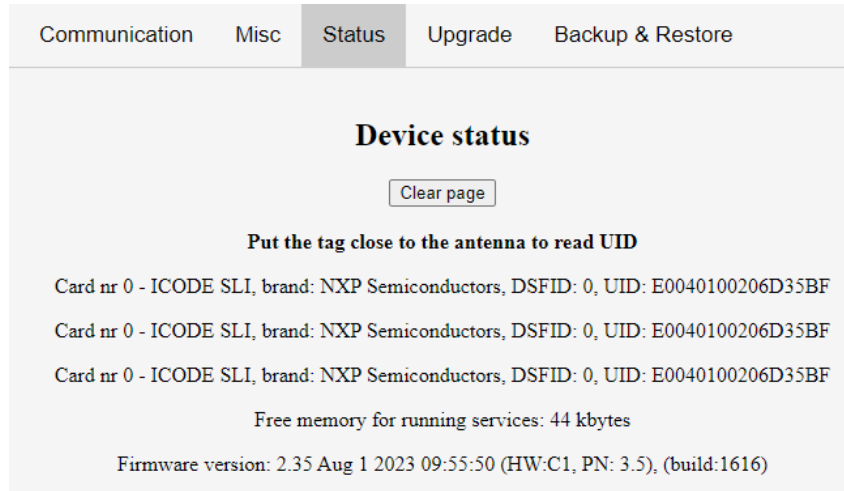 Communication Misc Status Upgrade Backup & Restore
Device status
Clear page
Put the tag close to the antenna to read UID
Card nr 0 - ICODE SLI, brand: NXP Semiconductors, DSFID: 0, UID: E0040100206D35BF
Card nr 0 - ICODE SLI, brand: NXP Semiconductors, DSFID: 0, UID: E0040100206D35BF
Card nr 0 - ICODE SLI, brand: NXP Semiconductors, DSFID: 0, UID: E0040100206D35BF
Free memory for running services: 44 kbytes
Firmware version: 2.35 Aug 1 2023 09:55:50 (HW:C1, PN: 3.5), (build:1616)